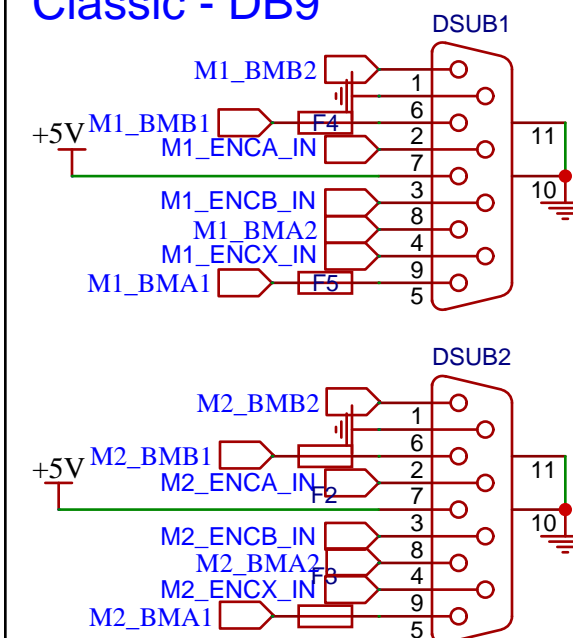 Classic - DB9
DSUB1
M1_BMB2
1
6
M1_BMB1
F4
2
11
+5V
M1_ENCA_IN
7
3
10
M1_ENCB_IN
8
M1_BMA2
4
M1_ENCX_IN
9
M1_BMA1
F5
5
DSUB2
M2_BMB2
1
6
M2_BMB1
2
11
+5V
M2_ENCA_IN
F2
7
3
10
M2_ENCB_IN
8
M2_BMA2
F3
4
M2_ENCX_IN
9
M2_BMA1
5